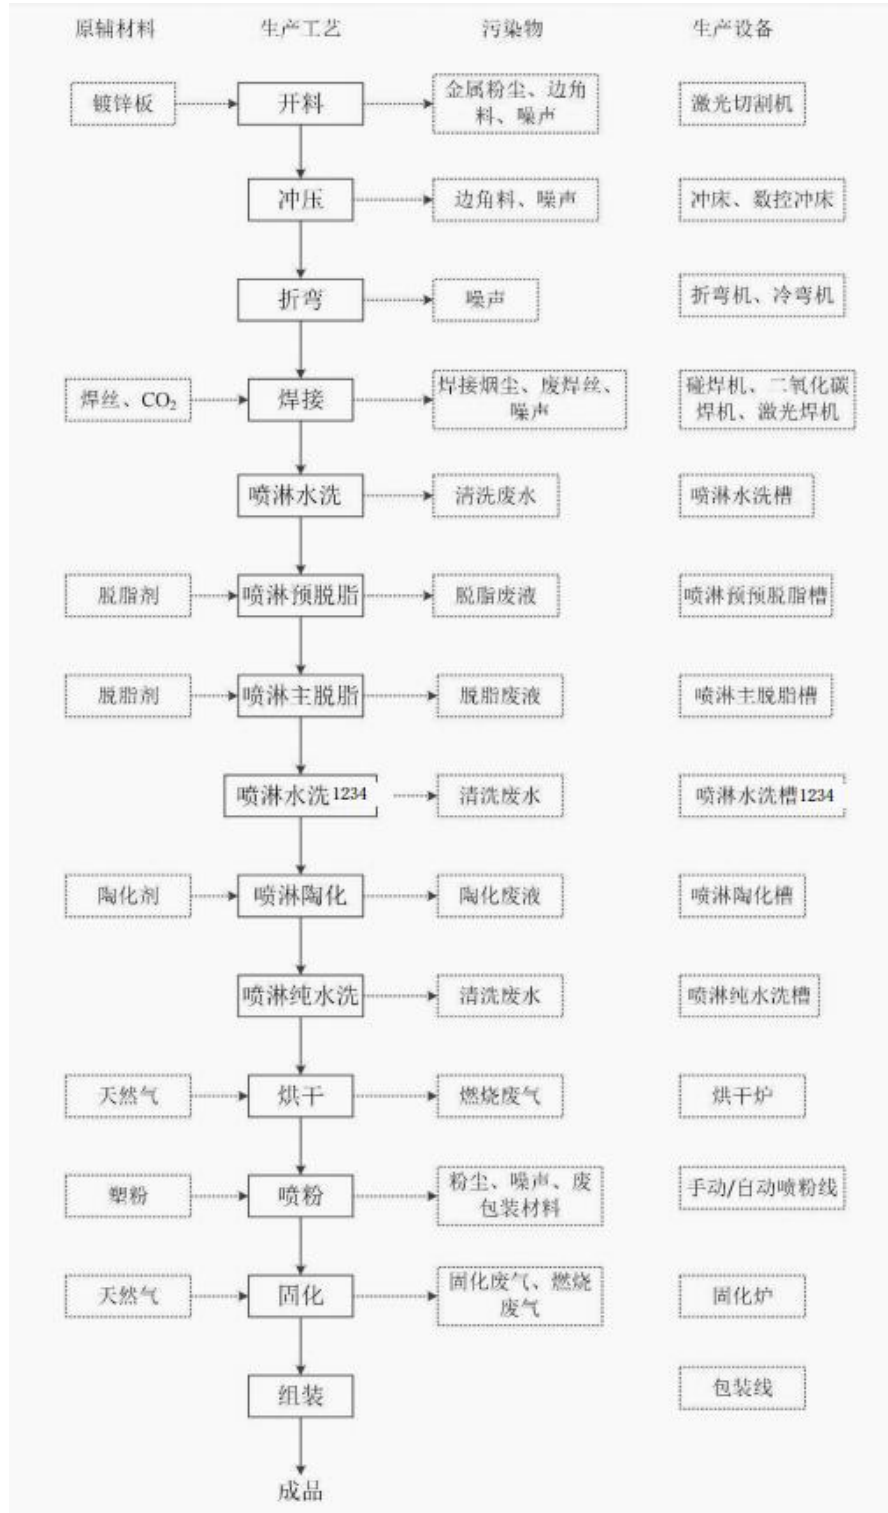 原辅材料 生产工艺 污染物 生产设备
镀锌板 开料 金属粉尘、边角 激光切割机
料、噪声
冲压 边角料、噪声 冲床、数控冲床
折弯 噪声 折弯机、冷弯机
焊丝、CO₂ 焊接 焊接烟尘、废焊丝、 碰焊机、二氧化碳
噪声 焊机、激光焊机
喷淋水洗 清洗废水 喷淋水洗槽
脱脂剂 喷淋预脱脂 脱脂废液 喷淋预预脱脂槽
脱脂剂 喷淋主脱脂 脱脂废液 喷淋主脱脂槽
喷淋水洗1234 清洗废水 喷淋水洗槽1234
陶化剂 喷淋陶化 陶化废液 喷淋陶化槽
喷淋纯水洗 清洗废水 喷淋纯水洗槽
天然气 烘干 燃烧废气 烘干炉
塑粉 喷粉 粉尘、噪声、废 手动/自动喷粉线
包装材料
天然气 固化 固化废气、燃烧 固化炉
废气
组装 包装线
成品